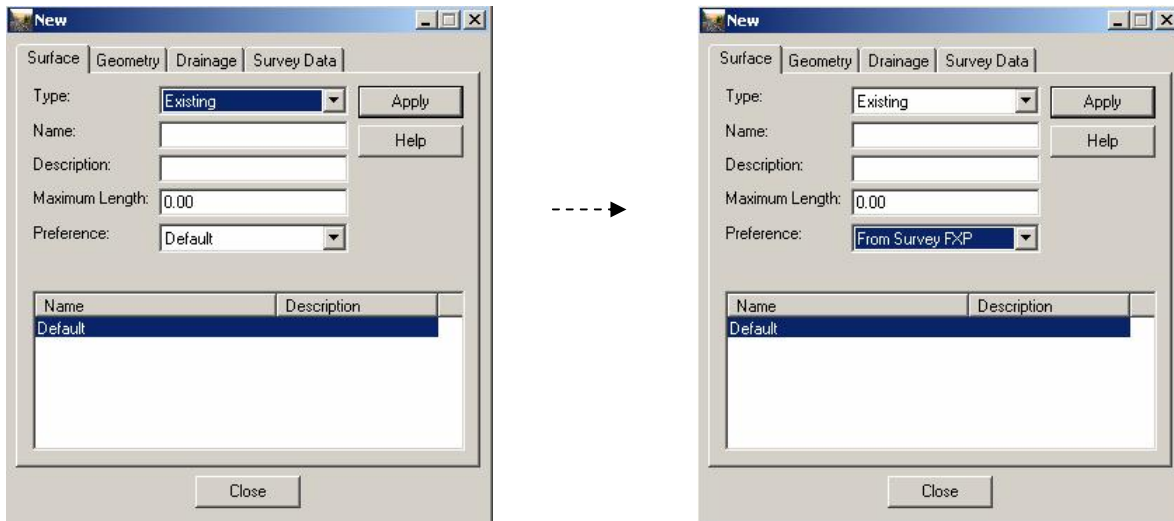 New
Surface Geometry Drainage Survey Data
Type: Existing Apply
Name: Help
Description:
Maximum Length: 0.00
Preference: Default
Name Description
Default
Close
New
Surface Geometry Drainage Survey Data
Type: Existing Apply
Name: Help
Description:
Maximum Length: 0.00
Preference: From Survey FXP
Name Description
Default
Close